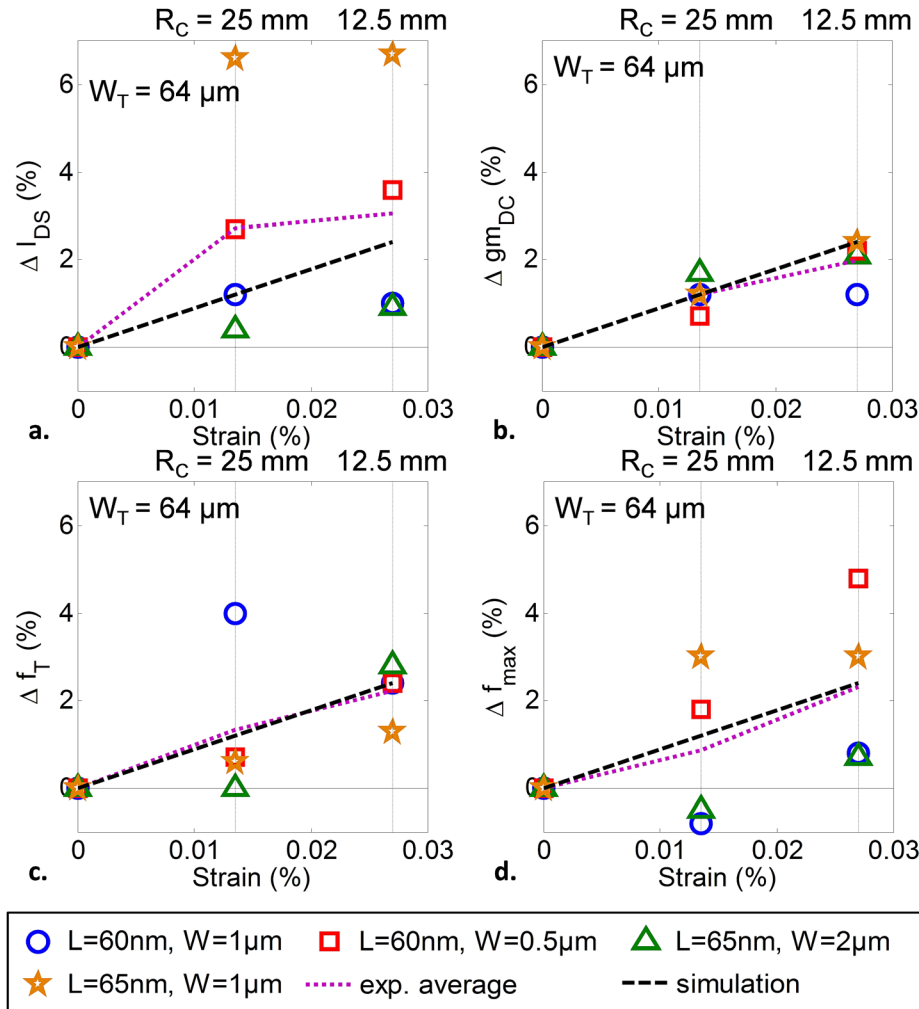 R_C = 25 mm 12.5 mm
R_C = 25 mm 12.5 mm
6
W_T = 64 µm
4
2
0
Δ I_DS (%)
0 0.01 0.02 0.03
a. Strain (%)
6
W_T = 64 µm
4
2
0
Δ gm_DC (%)
0 0.01 0.02 0.03
b. Strain (%)
R_C = 25 mm 12.5 mm
R_C = 25 mm 12.5 mm
W_T = 64 µm
6
4
2
0
Δ f_T (%)
0 0.01 0.02 0.03
c. Strain (%)
W_T = 64 µm
6
4
2
0
Δ f_max (%)
0 0.01 0.02 0.03
d. Strain (%)
L=60nm, W=1µm L=60nm, W=0.5µm L=65nm, W=2µm
L=65nm, W=1µm exp. average simulation